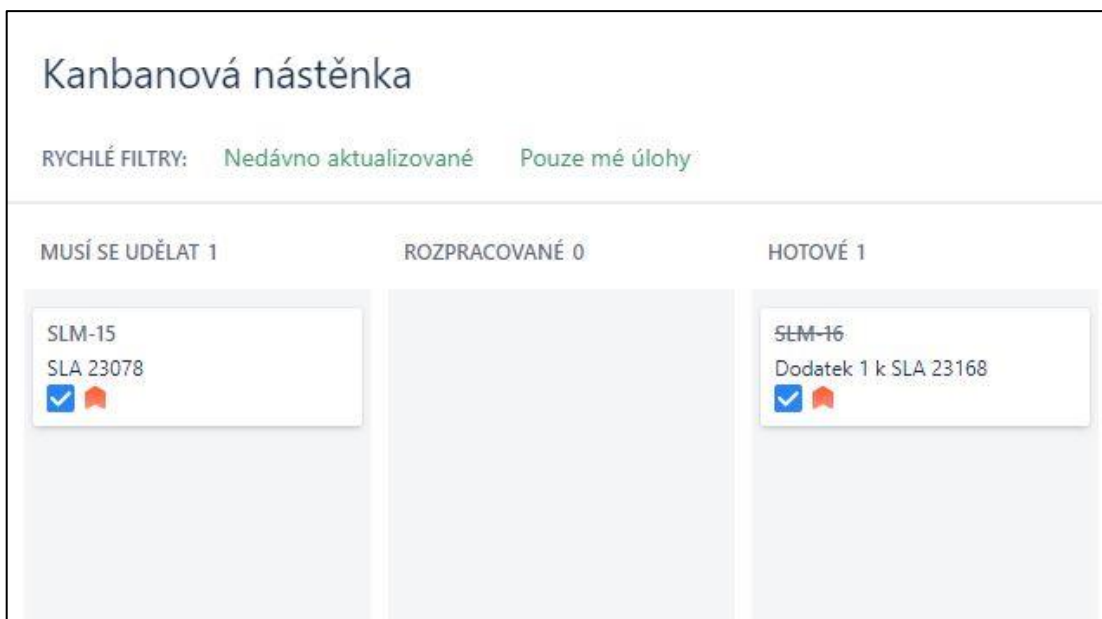 Kanbanová nástěnka
RYCHLÉ FILTRY: Nedávno aktualizované Pouze mé úlohy
MUSÍ SE UDĚLAT 1 ROZPRACOVANÉ 0 HOTOVÉ 1
SLM-15
SLA 23078
SLM-16
Dodatek 1 k SLA 23168